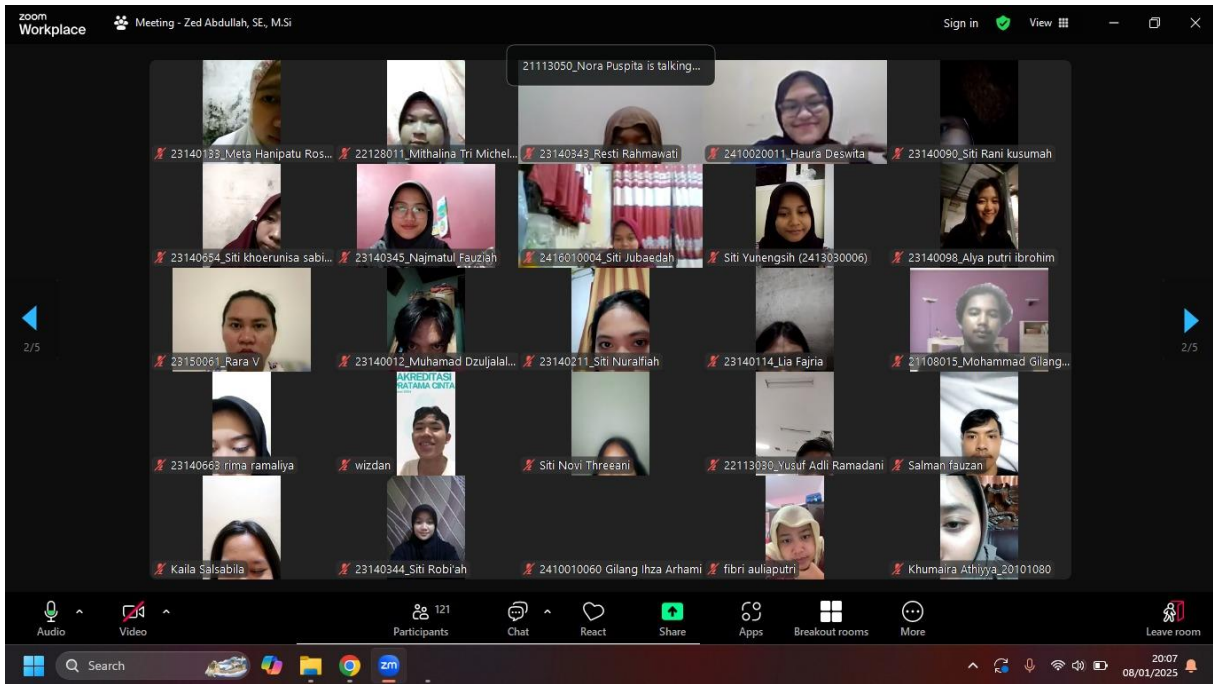 zoom
Workplace
Meeting - Zed Abdullah, SE., M.Si
Sign in
View
21113050_Nora Puspita is talking...
23140133_Meta Hanipatu Ros...
22128011_Mithalina Tri Michel...
23140343_Resti Rahmawati
2410020011_Haura Deswita
23140090_Siti Rani kusumah
23140654_Siti khoerunisa sabi...
23140345_Najmatul Fauziah
2416010004_Siti Jubaedah
Siti Yunengsih (2413030006)
23140098_Alya putri ibrohim
2/5
2/5
23150061_Rara V
23140012_Muhamad Dzuljalal...
23140211_Siti Nuralfiah
23140114_Lia Fajria
21108015_Mohammad Gilang...
AKREDITASI
PRATAMA CINTA
23140663 rima ramaliya
wizdan
Siti Novi Threeani
22113030_Yusuf Adli Ramadani
Salman fauzan
Kaila Salsabila
23140344_Siti Robi'ah
2410010060 Gilang Ihza Arhami
fibri auliaputri
Khumaira Athiyya_20101080
Audio
Video
121
Participants
Chat
React
Share
Apps
Breakout rooms
More
Leave room
Search
zm
20:07
08/01/2025